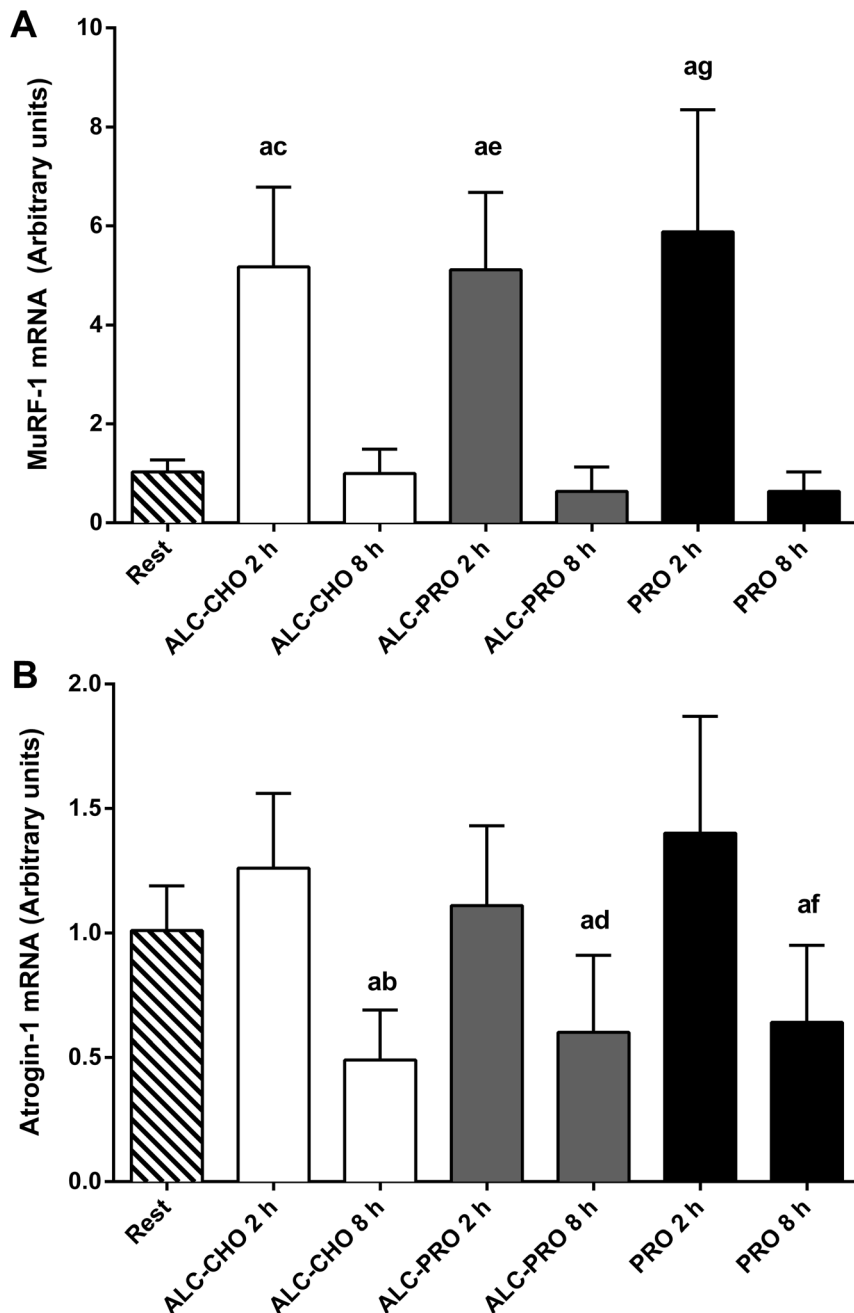 A
MuRF-1 mRNA (Arbitrary units)
10
8
6
4
2
0
ac
ae
ag
Rest
ALC-CHO 2 h
ALC-CHO 8 h
ALC-PRO 2 h
ALC-PRO 8 h
PRO 2 h
PRO 8 h
B
Atrogin-1 mRNA (Arbitrary units)
2.0
1.5
1.0
0.5
0.0
ab
ad
af
Rest
ALC-CHO 2 h
ALC-CHO 8 h
ALC-PRO 2 h
ALC-PRO 8 h
PRO 2 h
PRO 8 h